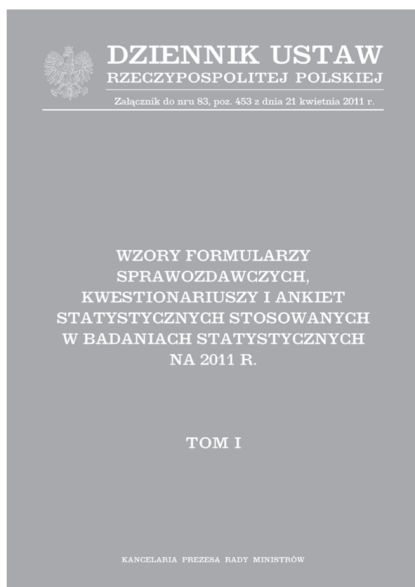 DZIENNIK USTAW
RZECZYPOSPOLITEJ POLSKIEJ
Załącznik do nru 83, poz. 453 z dnia 21 kwietnia 2011 r.
WZORY FORMULARZY
SPRAWOZDAWCZYCH,
KWESTIONARIUSZY I ANKIET
STATYSTYCZNYCH STOSOWANYCH
W BADANIACH STATYSTYCZNYCH
NA 2011 R.
TOM I
KANCELARIA PREZESA RADY MINISTRÓW